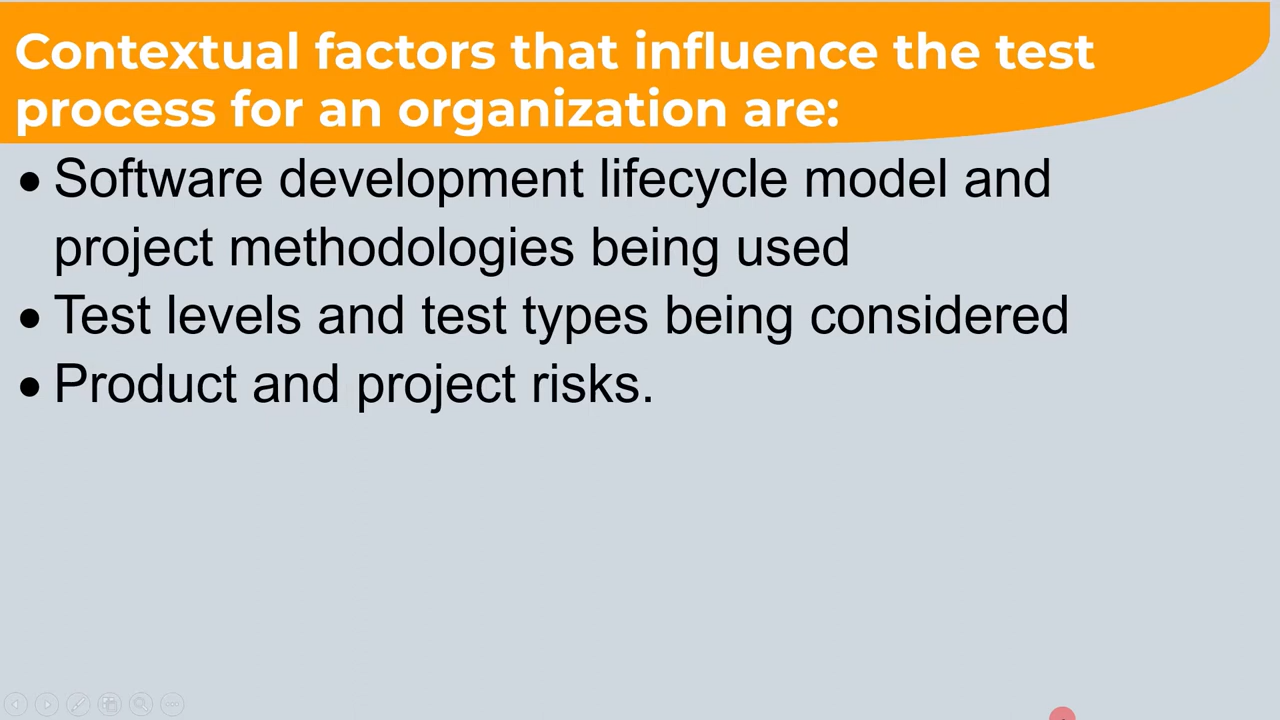 Contextual factors that influence the test
process for an organization are:
• Software development lifecycle model and
project methodologies being used
• Test levels and test types being considered
• Product and project risks.